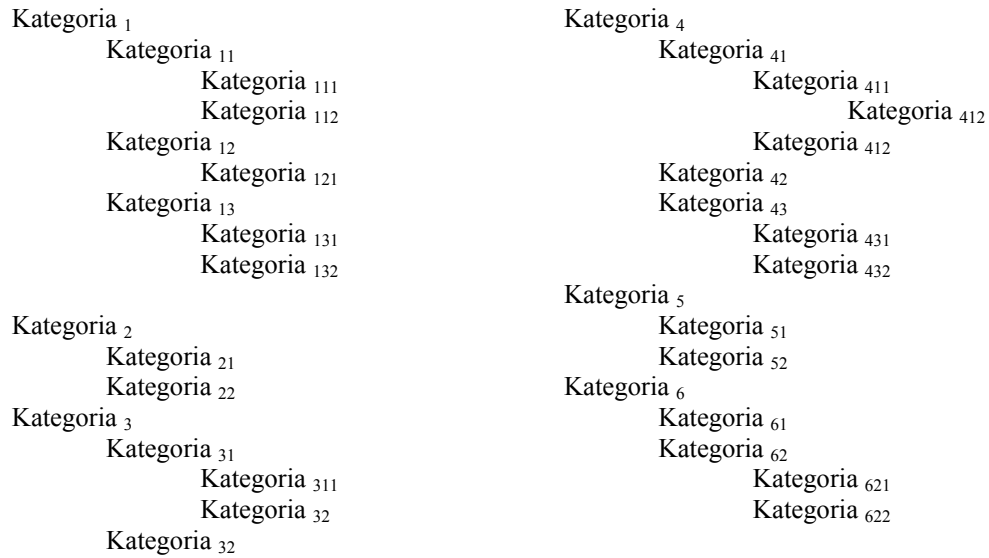 Kategoria 1
Kategoria 11
Kategoria 111
Kategoria 112
Kategoria 12
Kategoria 121
Kategoria 13
Kategoria 131
Kategoria 132
Kategoria 2
Kategoria 21
Kategoria 22
Kategoria 3
Kategoria 31
Kategoria 311
Kategoria 32
Kategoria 32
Kategoria 4
Kategoria 41
Kategoria 411
Kategoria 412
Kategoria 412
Kategoria 42
Kategoria 43
Kategoria 431
Kategoria 432
Kategoria 5
Kategoria 51
Kategoria 52
Kategoria 6
Kategoria 61
Kategoria 62
Kategoria 621
Kategoria 622